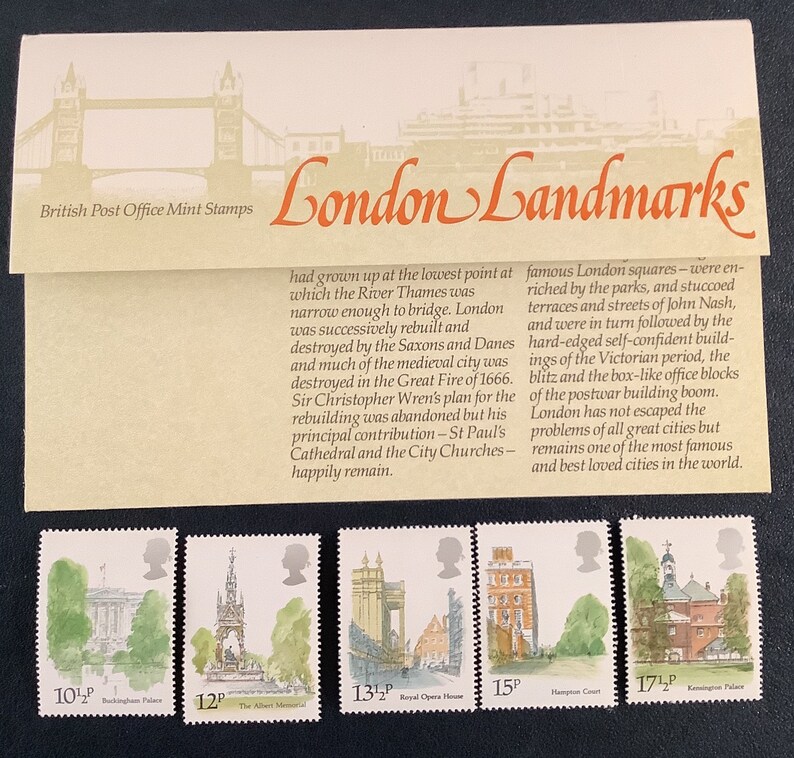 British Post Office Mint Stamps
London Landmarks
had grown up at the lowest point at
which the River Thames was
narrow enough to bridge. London
was successively rebuilt and
destroyed by the Saxons and Danes
and much of the medieval city was
destroyed in the Great Fire of 1666.
Sir Christopher Wren's plan for the
rebuilding was abandoned but his
principal contribution—St Paul's
Cathedral and the City Churches—
happily remain.
famous London squares—were en-
riched by the parks, and stuccoed
terraces and streets of John Nash,
and were in turn followed by the
hard-edged self-confident build-
ings of the Victorian period, the
blitz and the box-like office blocks
of the postwar building boom.
London has not escaped the
problems of all great cities but
remains one of the most famous
and best loved cities in the world.
10½P
Buckingham Palace
12P
The Albert Memorial
13½P
Royal Opera House
15P
Hampton Court
17½P
Kensington Palace